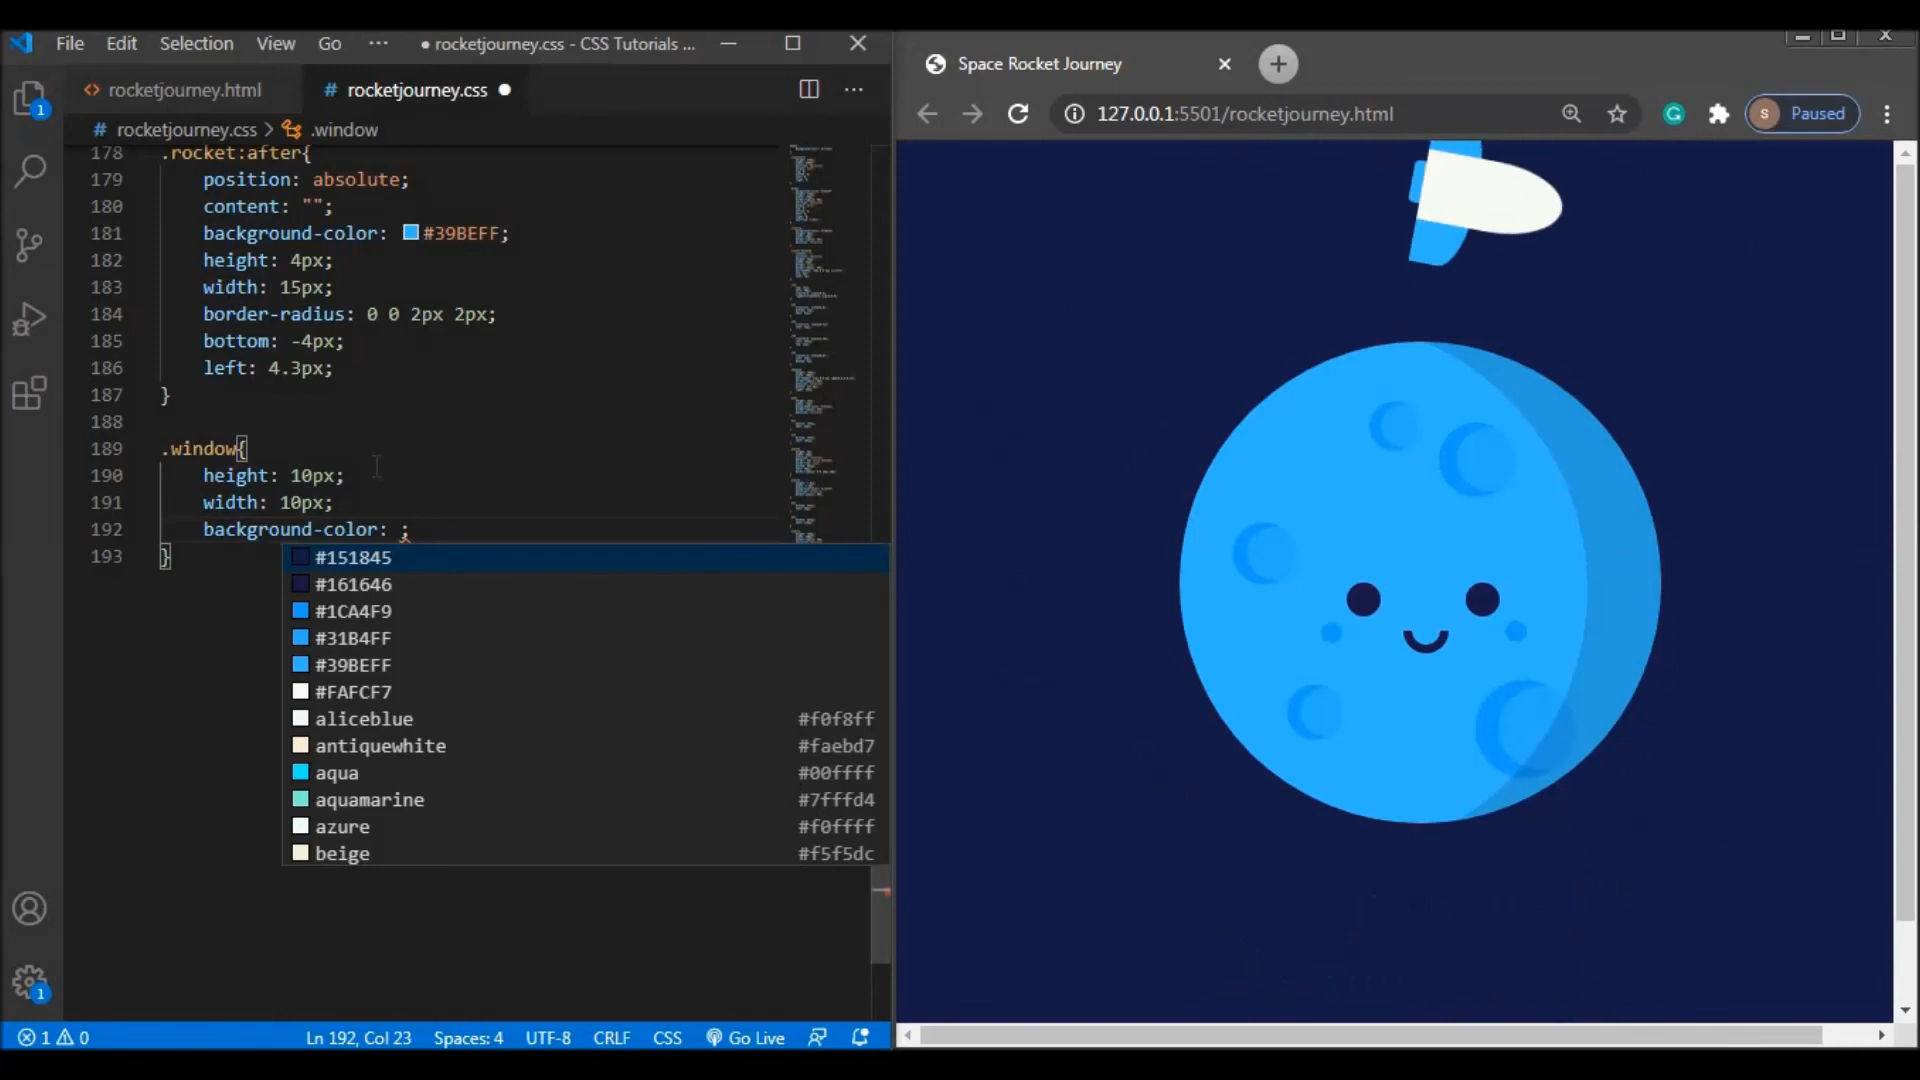 File Edit Selection View Go ··· ● rocketjourney.css - CSS Tutorials ...
<> rocketjourney.html # rocketjourney.css ●
# rocketjourney.css > .window
178 .rocket:after{
179 position: absolute;
180 content: "";
181 background-color: #39BEFF;
182 height: 4px;
183 width: 15px;
184 border-radius: 0 0 2px 2px;
185 bottom: -4px;
186 left: 4.3px;
187 }
188
189 .window{
190 height: 10px;
191 width: 10px;
192 background-color: ;
193 }
#151845
#161646
#1CA4F9
#31B4FF
#39BEFF
#FAFCF7
aliceblue #f0f8ff
antiquewhite #faebd7
aqua #00ffff
aquamarine #7fffd4
azure #f0ffff
beige #f5f5dc
1
1
1 0 Ln 192, Col 23 Spaces: 4 UTF-8 CRLF CSS Go Live
Space Rocket Journey
127.0.0.1:5501/rocketjourney.html
S Paused